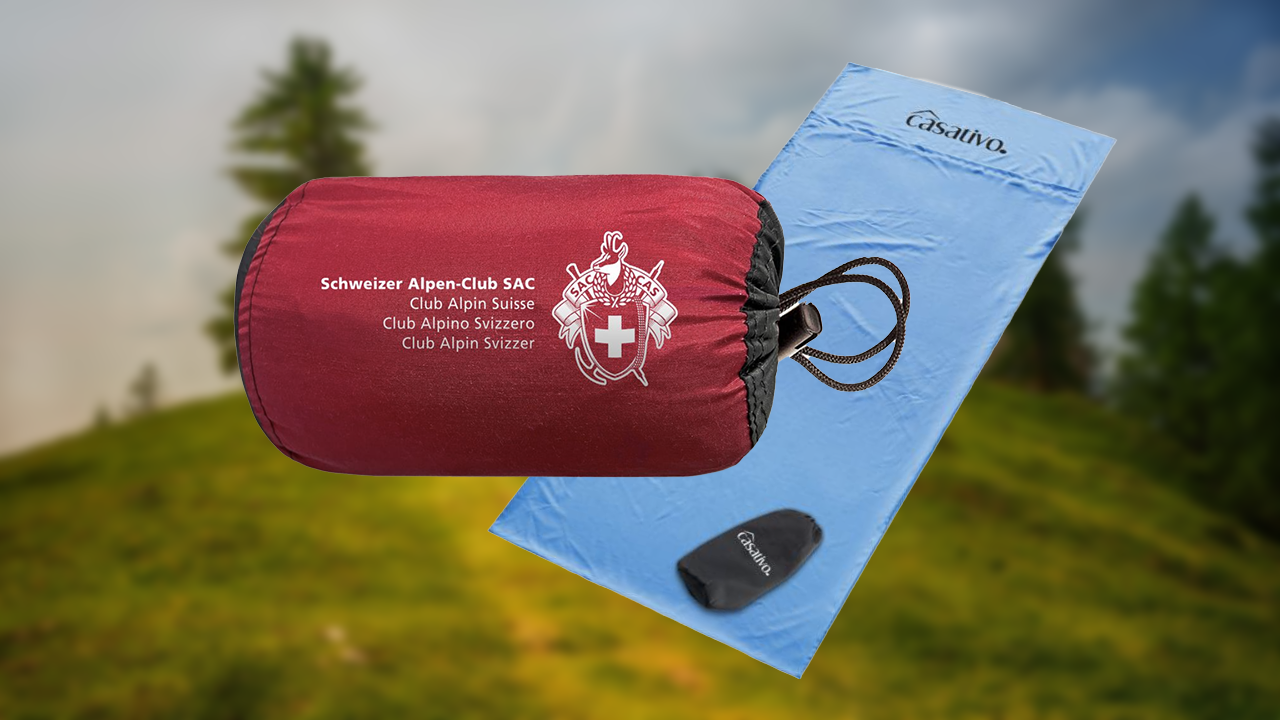 Schweizer Alpen-Club SAC
Club Alpin Suisse
Club Alpino Svizzero
Club Alpin Svizzer
SAC CAS
casativo.
casativo.